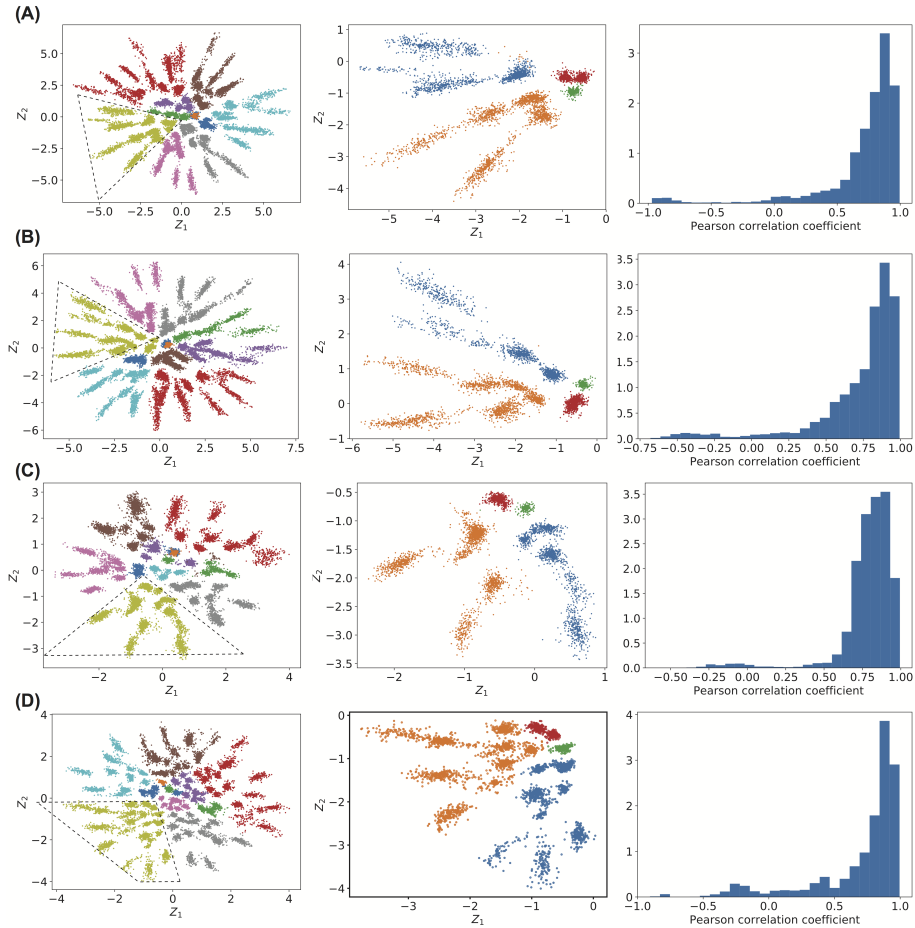 (A)
5.0
2.5
0.0
−2.5
−5.0
Z2
−5.0 −2.5 0.0 2.5 5.0
Z1
1
0
−1
−2
−3
−4
Z2
−5 −4 −3 −2 −1 0
Z1
3
2
1
0
−1.0 −0.5 0.0 0.5 1.0
Pearson correlation coefficient
(B)
6
4
2
0
−2
−4
−6
Z2
−5.0 −2.5 0.0 2.5 5.0 7.5
Z1
4
3
2
1
0
−1
Z2
−6 −5 −4 −3 −2 −1 0
Z1
3.5
3.0
2.5
2.0
1.5
1.0
0.5
0.0
−0.75 −0.50 −0.25 0.00 0.25 0.50 0.75 1.00
Pearson correlation coefficient
(C)
3
2
1
0
−1
−2
−3
Z2
−2 0 2 4
Z1
−0.5
−1.0
−1.5
−2.0
−2.5
−3.0
−3.5
Z2
−2 −1 0 1
Z1
3.5
3.0
2.5
2.0
1.5
1.0
0.5
0.0
−0.50 −0.25 0.00 0.25 0.50 0.75 1.00
Pearson correlation coefficient
(D)
4
2
0
−2
−4
Z2
−4 −2 0 2 4
Z1
0
−1
−2
−3
−4
Z2
−3 −2 −1 0
Z1
4
3
2
1
0
−1.0 −0.5 0.0 0.5 1.0
Pearson correlation coefficient